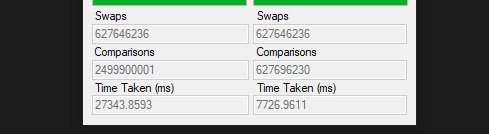 Swaps Swaps
627646236 627646236
Comparisons Comparisons
2499900001 627696230
Time Taken (ms) Time Taken (ms)
27343.8593 7726.9611